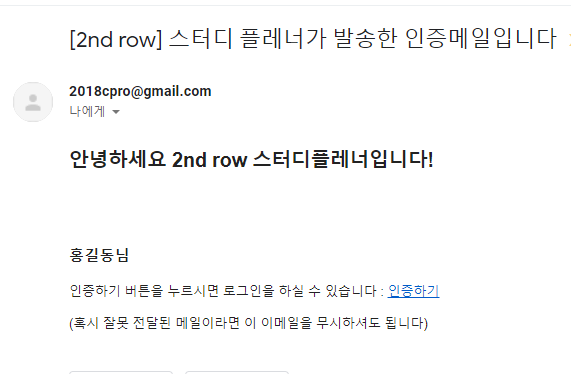 [2nd row] 스터디 플레너가 발송한 인증메일입니다
2018cpro@gmail.com
나에게
안녕하세요 2nd row 스터디플레너입니다!
홍길동님
인증하기 버튼을 누르시면 로그인을 하실 수 있습니다 : 인증하기
(혹시 잘못 전달된 메일이라면 이 이메일을 무시하셔도 됩니다)